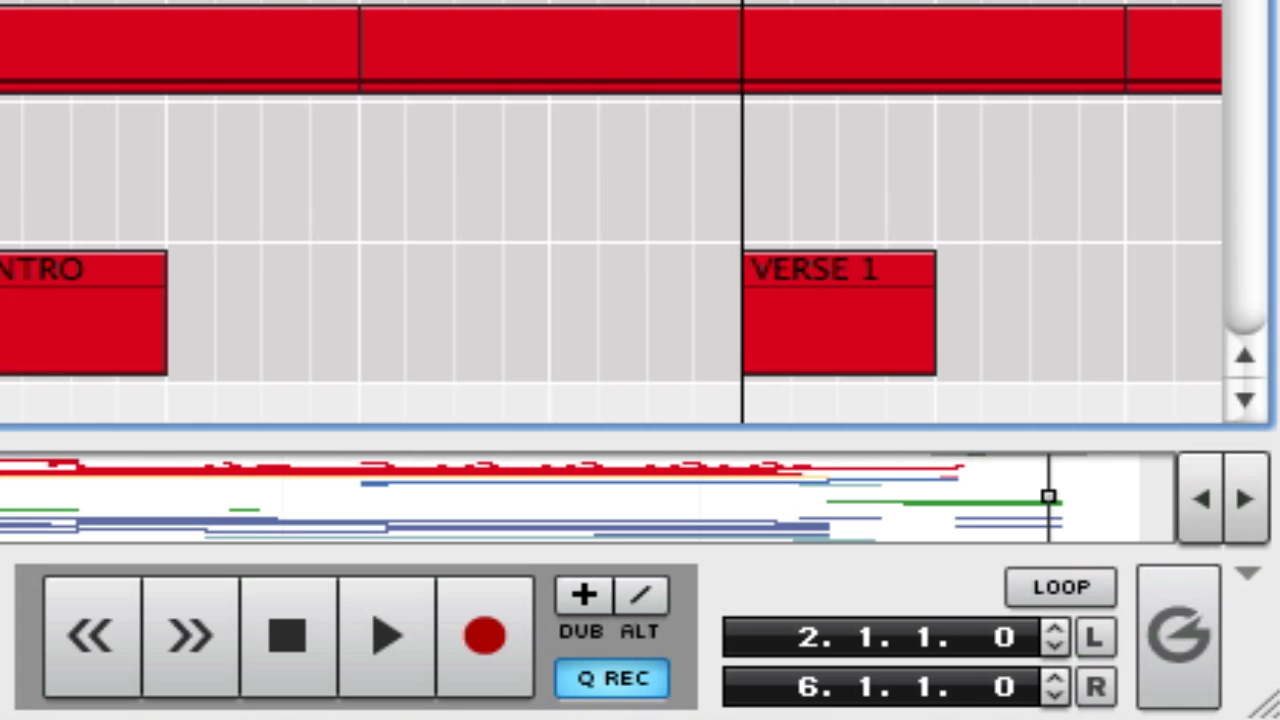 NTRO
VERSE 1
LOOP
DUB ALT
2. 1. 1. 0 L
Q REC
6. 1. 1. 0 R